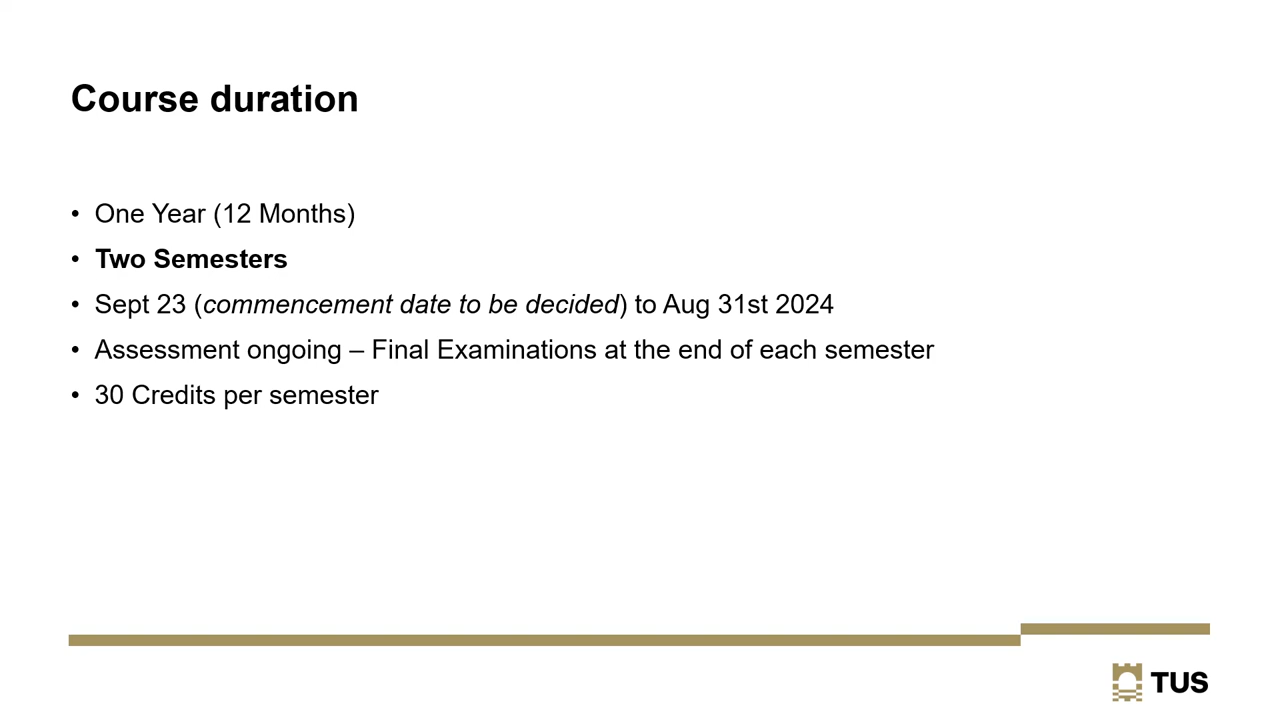 Course duration
• One Year (12 Months)
• Two Semesters
• Sept 23 (commencement date to be decided) to Aug 31st 2024
• Assessment ongoing – Final Examinations at the end of each semester
• 30 Credits per semester
TUS